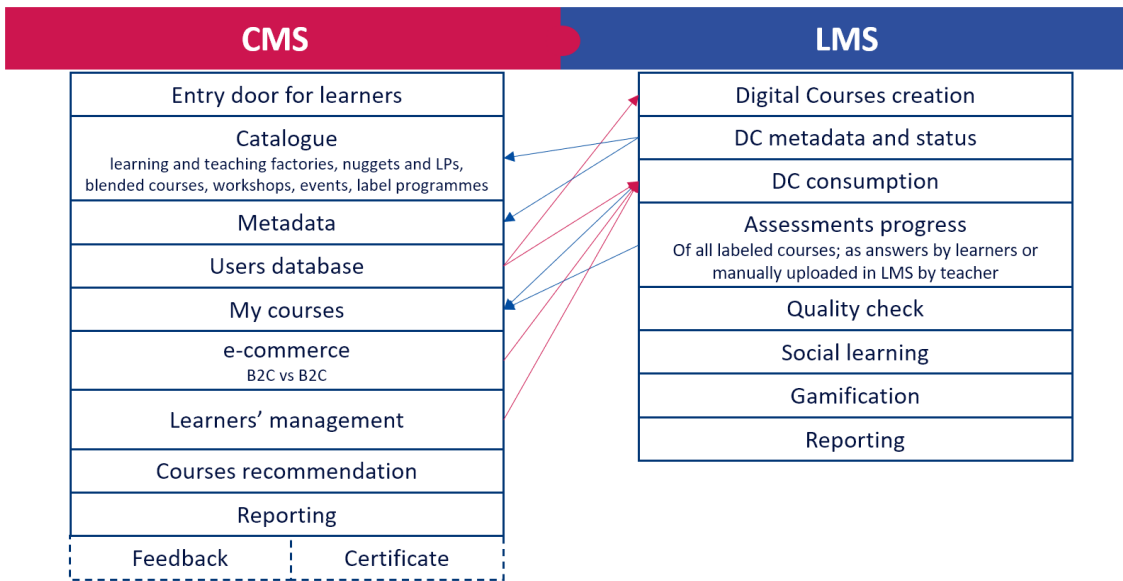 CMS
LMS
Entry door for learners
Catalogue
learning and teaching factories, nuggets and LPs,
blended courses, workshops, events, label programmes
Metadata
Users database
My courses
e-commerce
B2C vs B2C
Learners’ management
Courses recommendation
Reporting
Feedback
Certificate
Digital Courses creation
DC metadata and status
DC consumption
Assessments progress
Of all labeled courses; as answers by learners or
manually uploaded in LMS by teacher
Quality check
Social learning
Gamification
Reporting